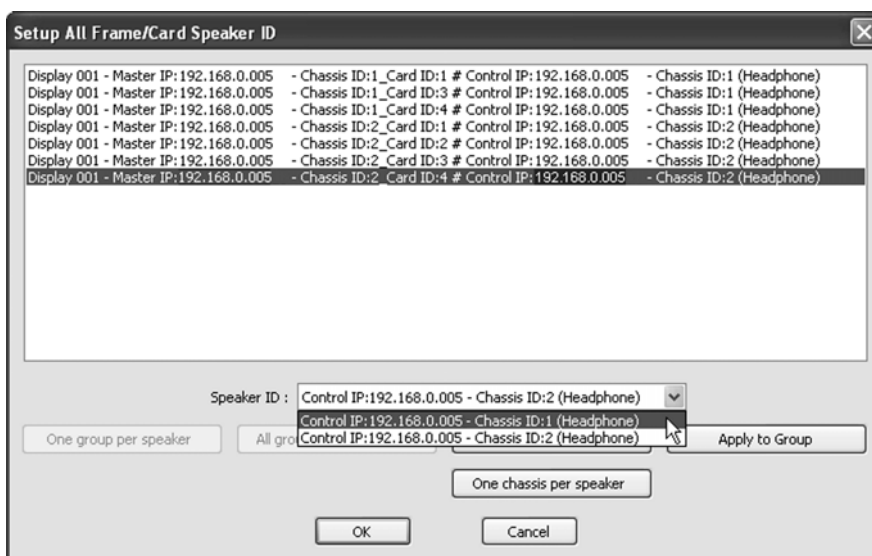 Setup All Frame/Card Speaker ID
Display 001 - Master IP:192.168.0.005 - Chassis ID:1_Card ID:1 # Control IP:192.168.0.005 - Chassis ID:1 (Headphone)
Display 001 - Master IP:192.168.0.005 - Chassis ID:1_Card ID:3 # Control IP:192.168.0.005 - Chassis ID:1 (Headphone)
Display 001 - Master IP:192.168.0.005 - Chassis ID:1_Card ID:4 # Control IP:192.168.0.005 - Chassis ID:1 (Headphone)
Display 001 - Master IP:192.168.0.005 - Chassis ID:2_Card ID:1 # Control IP:192.168.0.005 - Chassis ID:2 (Headphone)
Display 001 - Master IP:192.168.0.005 - Chassis ID:2_Card ID:2 # Control IP:192.168.0.005 - Chassis ID:2 (Headphone)
Display 001 - Master IP:192.168.0.005 - Chassis ID:2_Card ID:3 # Control IP:192.168.0.005 - Chassis ID:2 (Headphone)
Display 001 - Master IP:192.168.0.005 - Chassis ID:2_Card ID:4 # Control IP:192.168.0.005 - Chassis ID:2 (Headphone)
Speaker ID : Control IP:192.168.0.005 - Chassis ID:2 (Headphone)
Control IP:192.168.0.005 - Chassis ID:1 (Headphone)
Control IP:192.168.0.005 - Chassis ID:2 (Headphone)
One group per speaker All Apply to Group
One chassis per speaker
OK Cancel